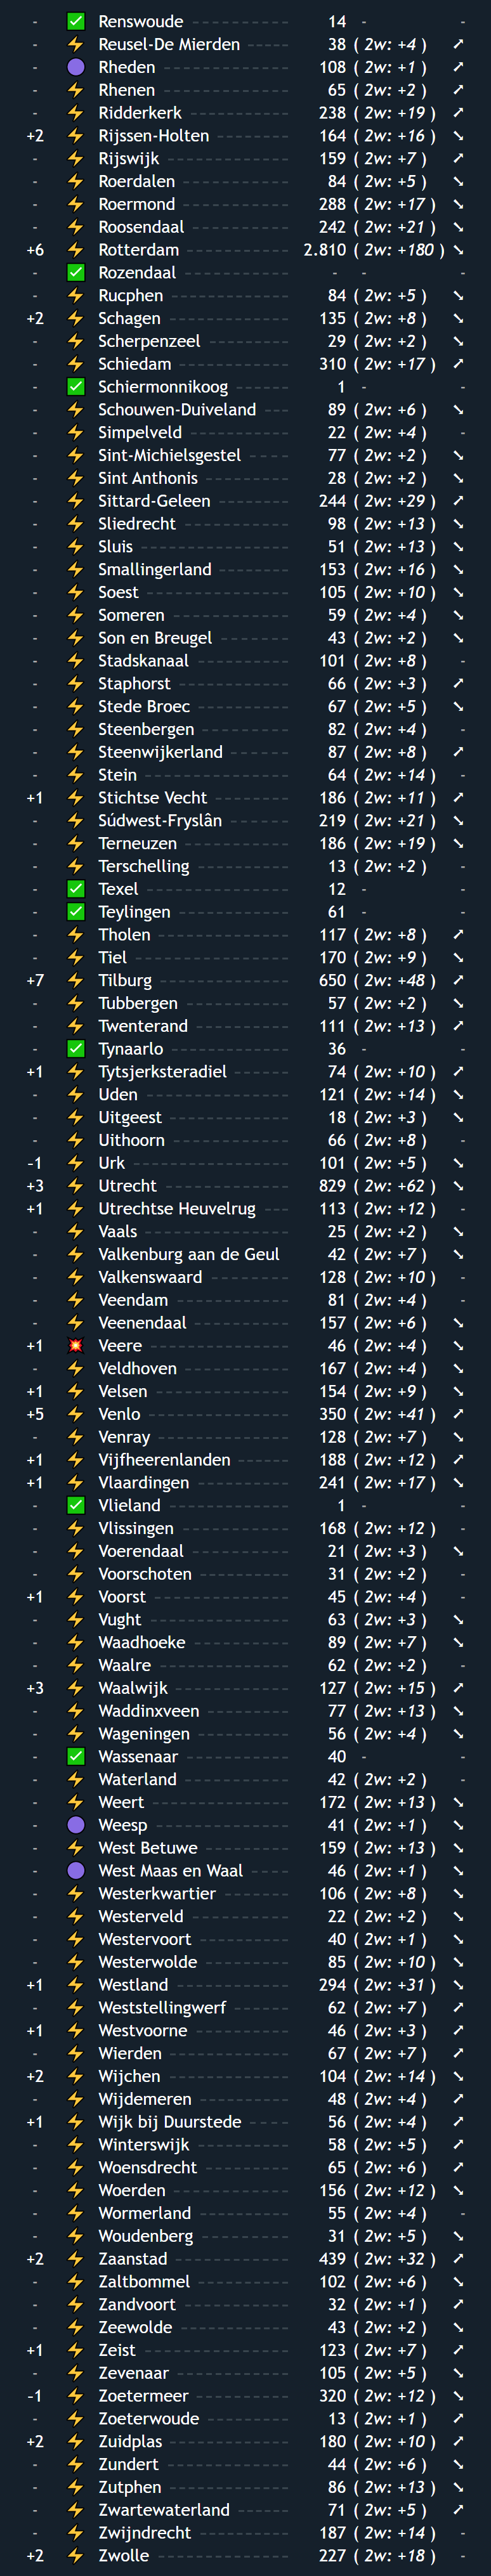 - ✅ Renswoude 14 - -
- ⚡ Reusel-De Mierden 38 ( 2w: +4 ) ➚
- 🟣 Rheden 108 ( 2w: +1 ) ➚
- ⚡ Rhenen 65 ( 2w: +2 ) ➚
- ⚡ Ridderkerk 238 ( 2w: +19 ) ➚
+2 ⚡ Rijssen-Holten 164 ( 2w: +16 ) ➘
- ⚡ Rijswijk 159 ( 2w: +7 ) ➚
- ⚡ Roerdalen 84 ( 2w: +5 ) ➘
- ⚡ Roermond 288 ( 2w: +17 ) ➘
- ⚡ Roosendaal 242 ( 2w: +21 ) ➘
+6 ⚡ Rotterdam 2.810 ( 2w: +180 ) ➘
- ✅ Rozendaal - - -
- ⚡ Rucphen 84 ( 2w: +5 ) ➘
+2 ⚡ Schagen 135 ( 2w: +8 ) ➘
- ⚡ Scherpenzeel 29 ( 2w: +2 ) ➘
- ⚡ Schiedam 310 ( 2w: +17 ) ➚
- ✅ Schiermonnikoog 1 - -
- ⚡ Schouwen-Duiveland 89 ( 2w: +6 ) ➘
- ⚡ Simpelveld 22 ( 2w: +4 ) -
- ⚡ Sint-Michielsgestel 77 ( 2w: +2 ) ➘
- ⚡ Sint Anthonis 28 ( 2w: +2 ) ➘
- ⚡ Sittard-Geleen 244 ( 2w: +29 ) ➚
- ⚡ Sliedrecht 98 ( 2w: +13 ) ➘
- ⚡ Sluis 51 ( 2w: +13 ) ➘
- ⚡ Smallingerland 153 ( 2w: +16 ) ➘
- ⚡ Soest 105 ( 2w: +10 ) ➘
- ⚡ Someren 59 ( 2w: +4 ) ➘
- ⚡ Son en Breugel 43 ( 2w: +2 ) ➘
- ⚡ Stadskanaal 101 ( 2w: +8 ) -
- ⚡ Staphorst 66 ( 2w: +3 ) ➚
- ⚡ Stede Broec 67 ( 2w: +5 ) ➘
- ⚡ Steenbergen 82 ( 2w: +4 ) -
- ⚡ Steenwijkerland 87 ( 2w: +8 ) ➚
- ⚡ Stein 64 ( 2w: +14 ) -
+1 ⚡ Stichtse Vecht 186 ( 2w: +11 ) ➚
- ⚡ Súdwest-Fryslân 219 ( 2w: +21 ) ➘
- ⚡ Terneuzen 186 ( 2w: +19 ) ➘
- ⚡ Terschelling 13 ( 2w: +2 ) -
- ✅ Texel 12 - -
- ✅ Teylingen 61 - -
- ⚡ Tholen 117 ( 2w: +8 ) ➚
- ⚡ Tiel 170 ( 2w: +9 ) ➘
+7 ⚡ Tilburg 650 ( 2w: +48 ) ➚
- ⚡ Tubbergen 57 ( 2w: +2 ) ➘
- ⚡ Twenterand 111 ( 2w: +13 ) ➚
- ✅ Tynaarlo 36 - -
+1 ⚡ Tytsjerksteradiel 74 ( 2w: +10 ) ➚
- ⚡ Uden 121 ( 2w: +14 ) ➘
- ⚡ Uitgeest 18 ( 2w: +3 ) ➘
- ⚡ Uithoorn 66 ( 2w: +8 ) -
-1 ⚡ Urk 101 ( 2w: +5 ) ➘
+3 ⚡ Utrecht 829 ( 2w: +62 ) ➘
+1 ⚡ Utrechtse Heuvelrug 113 ( 2w: +12 ) -
- ⚡ Vaals 25 ( 2w: +2 ) ➘
- ⚡ Valkenburg aan de Geul 42 ( 2w: +7 ) ➘
- ⚡ Valkenswaard 128 ( 2w: +10 ) -
- ⚡ Veendam 81 ( 2w: +4 ) -
- ⚡ Veenendaal 157 ( 2w: +6 ) ➘
+1 💥 Veere 46 ( 2w: +4 ) ➘
- ⚡ Veldhoven 167 ( 2w: +4 ) ➘
+1 ⚡ Velsen 154 ( 2w: +9 ) ➘
+5 ⚡ Venlo 350 ( 2w: +41 ) ➚
- ⚡ Venray 128 ( 2w: +7 ) ➘
+1 ⚡ Vijfheerenlanden 188 ( 2w: +12 ) ➚
+1 ⚡ Vlaardingen 241 ( 2w: +17 ) ➘
- ✅ Vlieland 1 - -
- ⚡ Vlissingen 168 ( 2w: +12 ) -
- ⚡ Voerendaal 21 ( 2w: +3 ) ➘
- ⚡ Voorschoten 31 ( 2w: +2 ) -
+1 ⚡ Voorst 45 ( 2w: +4 ) -
- ⚡ Vught 63 ( 2w: +3 ) ➘
- ⚡ Waadhoeke 89 ( 2w: +7 ) ➘
- ⚡ Waalre 62 ( 2w: +2 ) -
+3 ⚡ Waalwijk 127 ( 2w: +15 ) ➚
- ⚡ Waddinxveen 77 ( 2w: +13 ) ➘
- ⚡ Wageningen 56 ( 2w: +4 ) ➘
- ✅ Wassenaar 40 - -
- ⚡ Waterland 42 ( 2w: +2 ) -
- ⚡ Weert 172 ( 2w: +13 ) ➘
- 🟣 Weesp 41 ( 2w: +1 ) ➘
- ⚡ West Betuwe 159 ( 2w: +13 ) ➘
- 🟣 West Maas en Waal 46 ( 2w: +1 ) ➘
- ⚡ Westerkwartier 106 ( 2w: +8 ) ➘
- ⚡ Westerveld 22 ( 2w: +2 ) ➘
- ⚡ Westervoort 40 ( 2w: +1 ) ➘
- ⚡ Westerwolde 85 ( 2w: +10 ) ➘
+1 ⚡ Westland 294 ( 2w: +31 ) ➘
- ⚡ Weststellingwerf 62 ( 2w: +7 ) ➚
+1 ⚡ Westvoorne 46 ( 2w: +3 ) ➚
- ⚡ Wierden 67 ( 2w: +7 ) ➚
+2 ⚡ Wijchen 104 ( 2w: +14 ) ➘
- ⚡ Wijdemeren 48 ( 2w: +4 ) ➚
+1 ⚡ Wijk bij Duurstede 56 ( 2w: +4 ) ➚
- ⚡ Winterswijk 58 ( 2w: +5 ) ➚
- ⚡ Woensdrecht 65 ( 2w: +6 ) ➚
- ⚡ Woerden 156 ( 2w: +12 ) ➘
- ⚡ Wormerland 55 ( 2w: +4 ) -
- ⚡ Woudenberg 31 ( 2w: +5 ) ➘
+2 ⚡ Zaanstad 439 ( 2w: +32 ) ➚
- ⚡ Zaltbommel 102 ( 2w: +6 ) ➘
- ⚡ Zandvoort 32 ( 2w: +1 ) ➚
- ⚡ Zeewolde 43 ( 2w: +2 ) ➘
+1 ⚡ Zeist 123 ( 2w: +7 ) ➚
- ⚡ Zevenaar 105 ( 2w: +5 ) ➘
-1 ⚡ Zoetermeer 320 ( 2w: +12 ) ➘
- ⚡ Zoeterwoude 13 ( 2w: +1 ) ➚
+2 ⚡ Zuidplas 180 ( 2w: +10 ) ➚
- ⚡ Zundert 44 ( 2w: +6 ) ➘
- ⚡ Zutphen 86 ( 2w: +13 ) ➘
- ⚡ Zwartewaterland 71 ( 2w: +5 ) ➚
- ⚡ Zwijndrecht 187 ( 2w: +14 ) -
+2 ⚡ Zwolle 227 ( 2w: +18 ) -